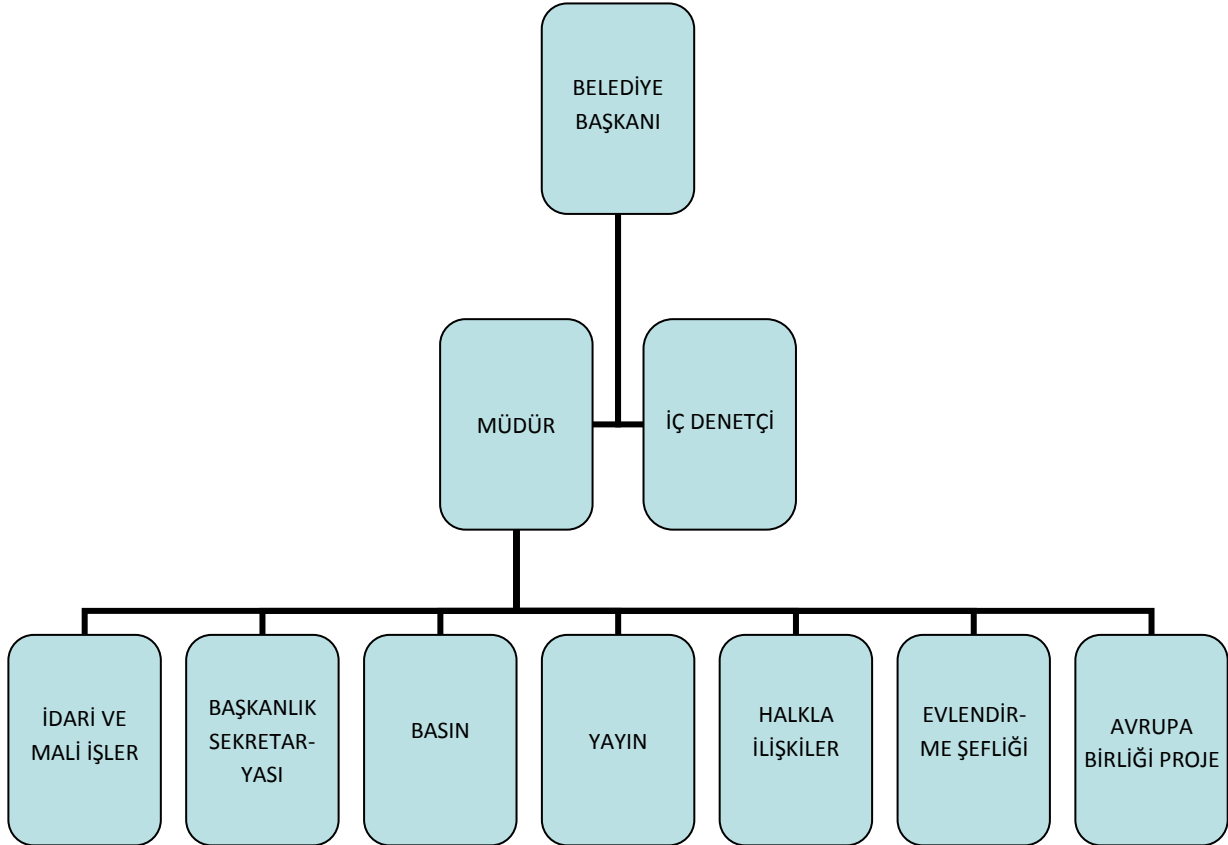 BELEDİYE
BAŞKANI
MÜDÜR
İÇ DENETÇİ
İDARİ VE
MALİ İŞLER
BAŞKANLIK
SEKRETAR-
YASI
BASIN
YAYIN
HALKLA
İLİŞKİLER
EVLENDİR-
ME ŞEFLİĞİ
AVRUPA
BİRLİĞİ PROJE